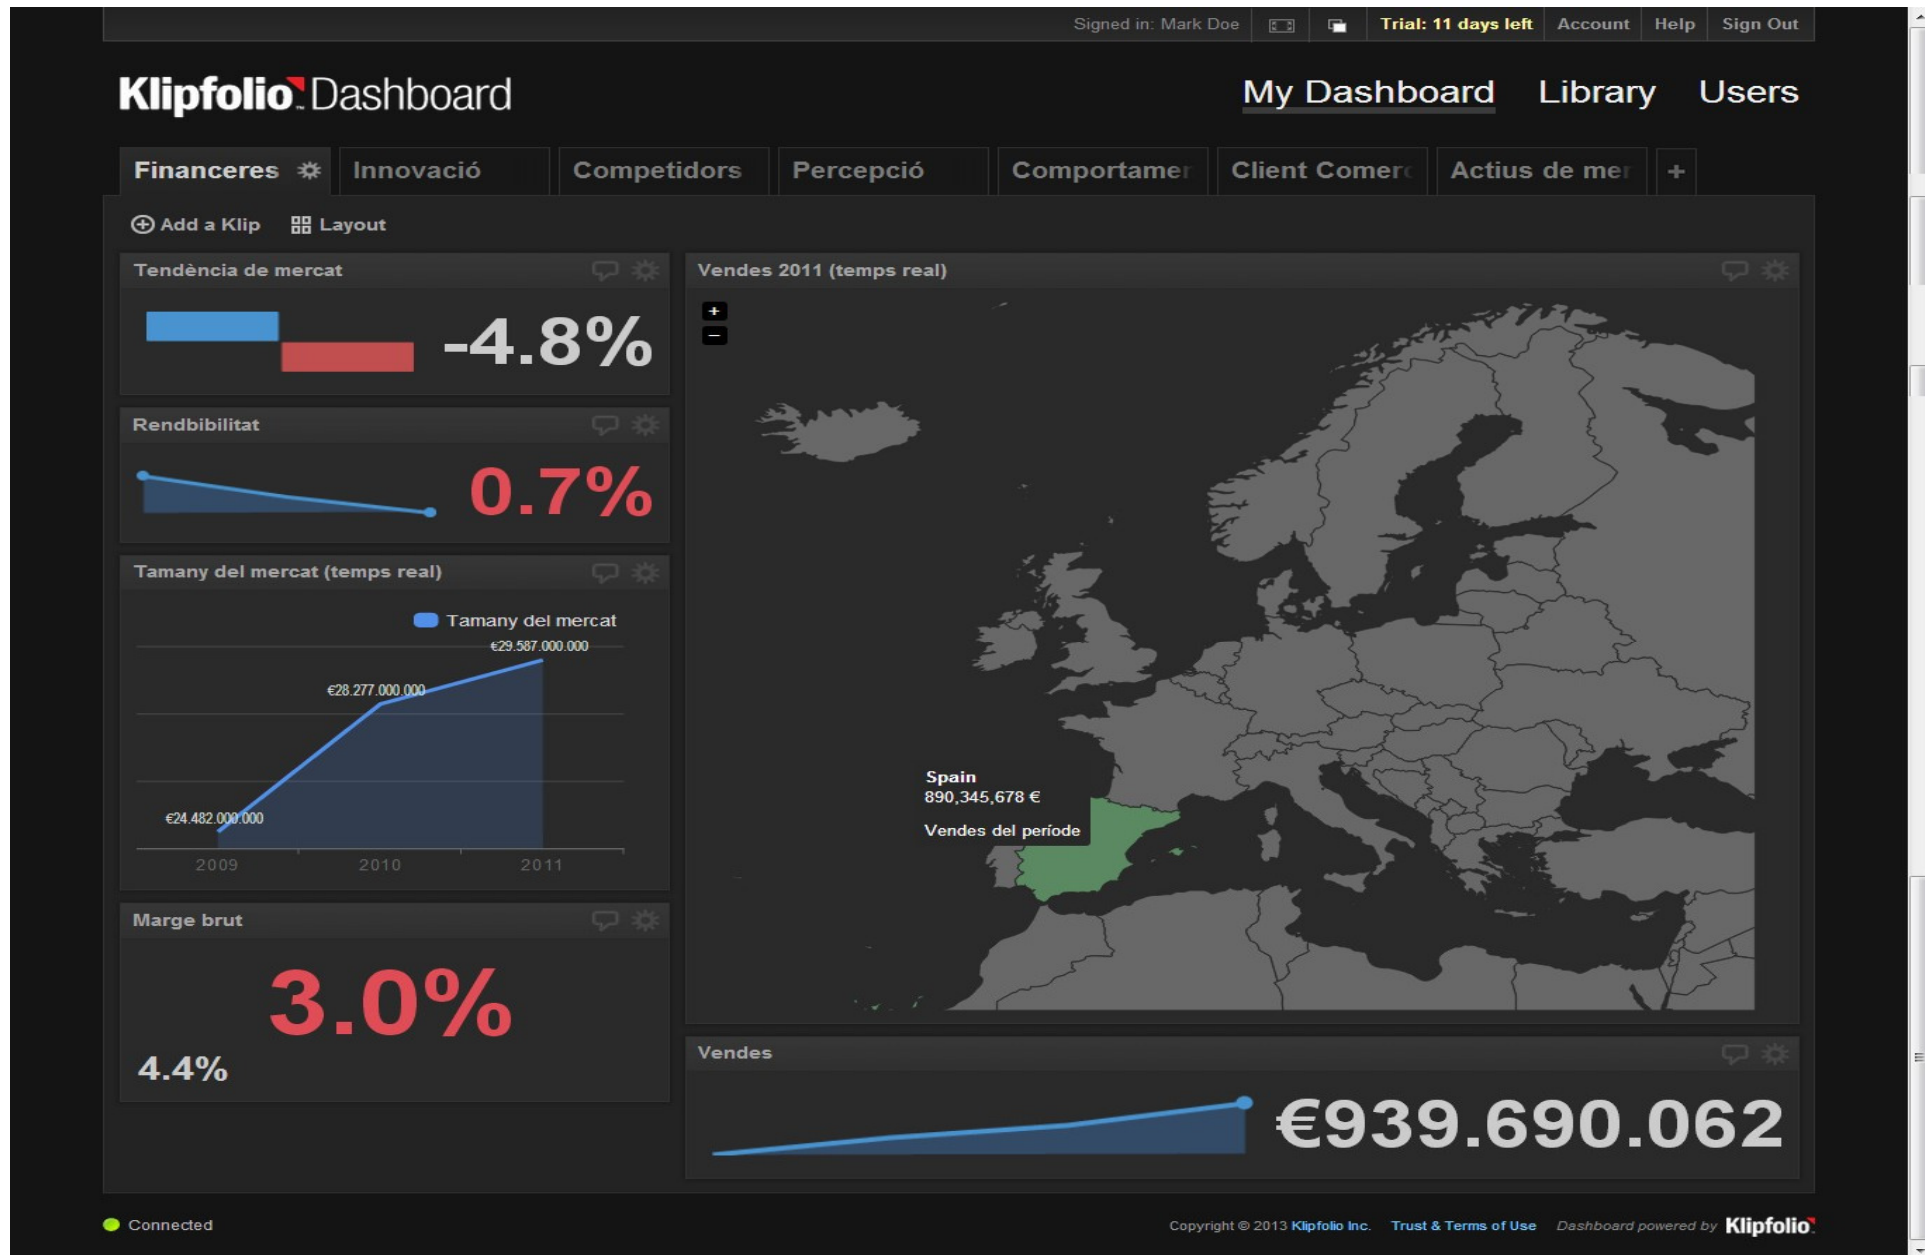 Signed in: Mark Doe Trial: 11 days left Account Help Sign Out
Klipfolio Dashboard
My Dashboard Library Users
Financeres Innovació Competidors Percepció Comportamen Client Comerc Actius de mer +
Add a Klip Layout
Tendència de mercat
-4.8%
Rendbibilitat
0.7%
Tamany del mercat (temps real)
Tamany del mercat
€29.587.000.000
€28.277.000.000
€24.482.000.000
2009 2010 2011
Marge brut
3.0%
4.4%
Vendes 2011 (temps real)
+
−
Spain
890,345,678 €
Vendes del període
Vendes
€939.690.062
Connected
Copyright © 2013 Klipfolio Inc. Trust & Terms of Use Dashboard powered by Klipfolio